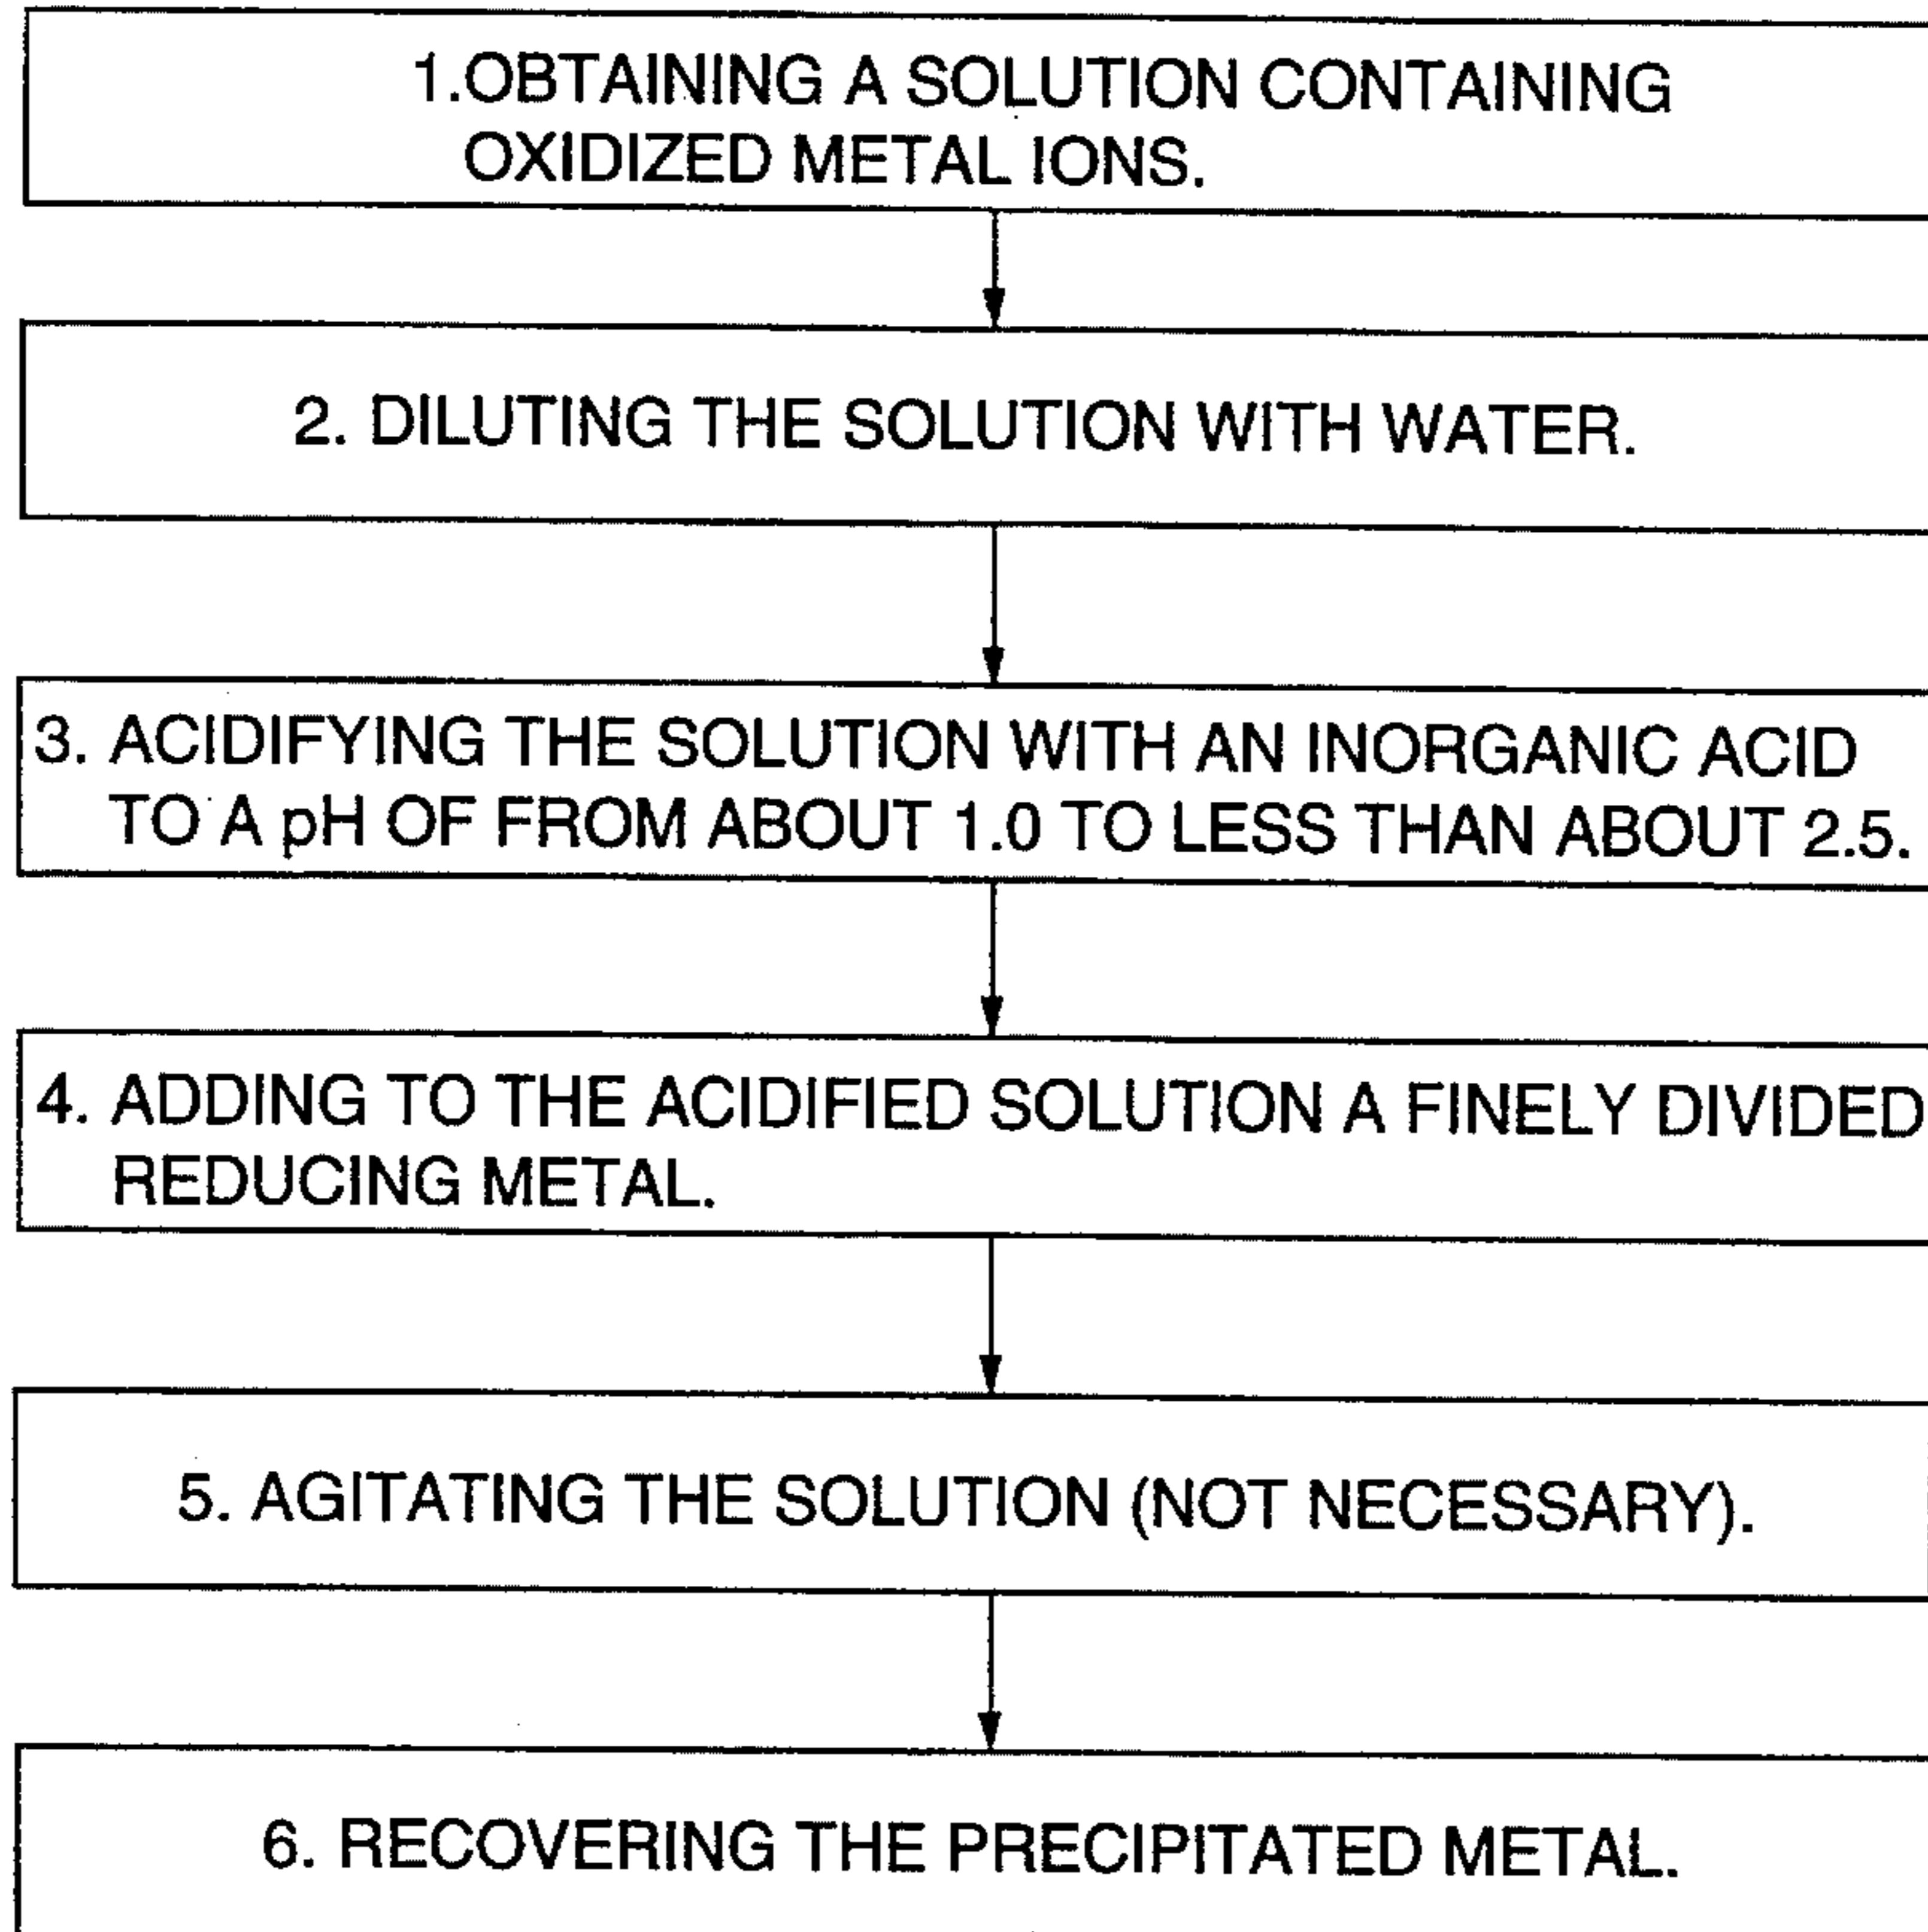 1.OBTAINING A SOLUTION CONTAINING
OXIDIZED METAL IONS.
2. DILUTING THE SOLUTION WITH WATER.
3. ACIDIFYING THE SOLUTION WITH AN INORGANIC ACID
TO A pH OF FROM ABOUT 1.0 TO LESS THAN ABOUT 2.5.
4. ADDING TO THE ACIDIFIED SOLUTION A FINELY DIVIDED
REDUCING METAL.
5. AGITATING THE SOLUTION (NOT NECESSARY).
6. RECOVERING THE PRECIPITATED METAL.